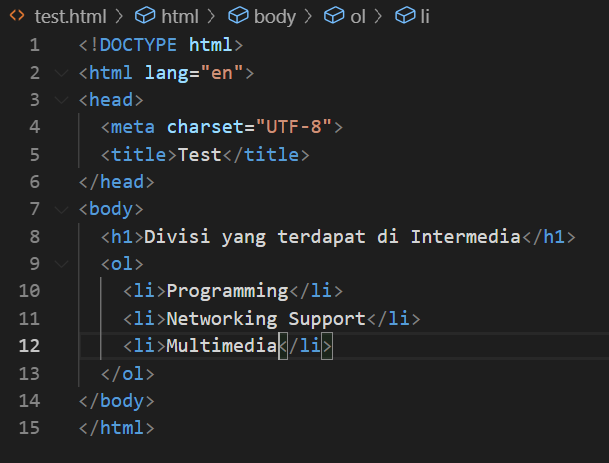 test.html > html > body > ol > li
1 <!DOCTYPE html>
2 <html lang="en">
3 <head>
4 <meta charset="UTF-8">
5 <title>Test</title>
6 </head>
7 <body>
8 <h1>Divisi yang terdapat di Intermedia</h1>
9 <ol>
10 <li>Programming</li>
11 <li>Networking Support</li>
12 <li>Multimedia</li>
13 </ol>
14 </body>
15 </html>